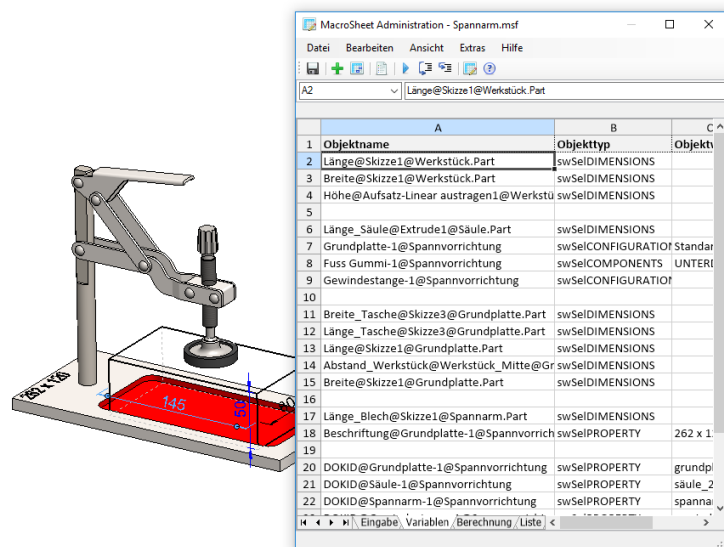 MacroSheet Administration - Spannarm.msf
Datei Bearbeiten Ansicht Extras Hilfe
A2 Länge@Skizze1@Werkstück.Part
A B C
1 Objektname Objekttyp Objektv
2 Länge@Skizze1@Werkstück.Part swSelDIMENSIONS
3 Breite@Skizze1@Werkstück.Part swSelDIMENSIONS
4 Höhe@Aufsatz-Linear austragen1@Werkstü swSelDIMENSIONS
5
6 Länge_Säule@Extrude1@Säule.Part swSelDIMENSIONS
7 Grundplatte-1@Spannvorrichtung swSelCONFIGURATION Standar
8 Fuss Gummi-1@Spannvorrichtung swSelCOMPONENTS UNTERD
9 Gewindestange-1@Spannvorrichtung swSelCONFIGURATION
10
11 Breite_Tasche@Skizze3@Grundplatte.Part swSelDIMENSIONS
12 Länge_Tasche@Skizze3@Grundplatte.Part swSelDIMENSIONS
13 Länge@Skizze1@Grundplatte.Part swSelDIMENSIONS
14 Abstand_Werkstück@Werkstück_Mitte@Gr swSelDIMENSIONS
15 Breite@Skizze1@Grundplatte.Part swSelDIMENSIONS
16
17 Länge_Blech@Skizze1@Spannarm.Part swSelDIMENSIONS
18 Beschriftung@Grundplatte-1@Spannvorrich swSelPROPERTY 262 x 1
19
20 DOKID@Grundplatte-1@Spannvorrichtung swSelPROPERTY grundpl
21 DOKID@Säule-1@Spannvorrichtung swSelPROPERTY säule_2
22 DOKID@Spannarm-1@Spannvorrichtung swSelPROPERTY spanna
Eingabe Variablen Berechnung Liste
145
50